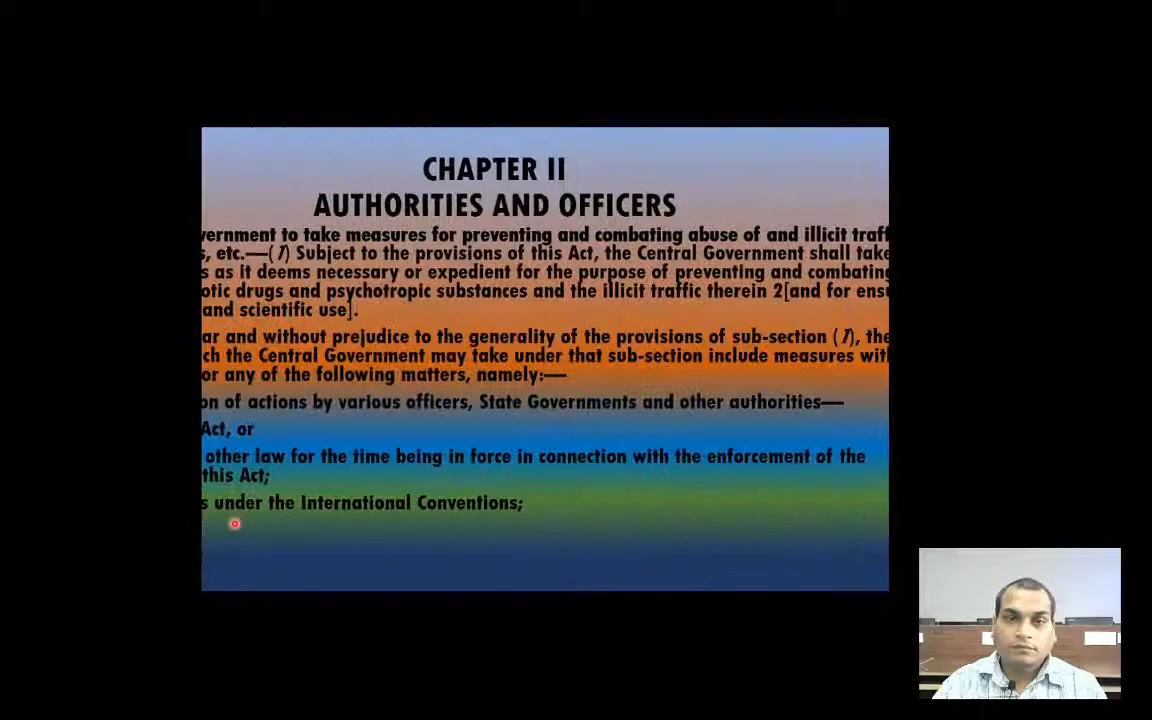 CHAPTER II
AUTHORITIES AND OFFICERS
vernment to take measures for preventing and combating abuse of and illicit traff
s, etc.—(1) Subject to the provisions of this Act, the Central Government shall take
s as it deems necessary or expedient for the purpose of preventing and combating
otic drugs and psychotropic substances and the illicit traffic therein 2[and for ensu
and scientific use].
ar and without prejudice to the generality of the provisions of sub-section (1), the
ch the Central Government may take under that sub-section include measures wit
or any of the following matters, namely:—
on of actions by various officers, State Governments and other authorities—
Act, or
other law for the time being in force in connection with the enforcement of the
this Act;
s under the International Conventions;